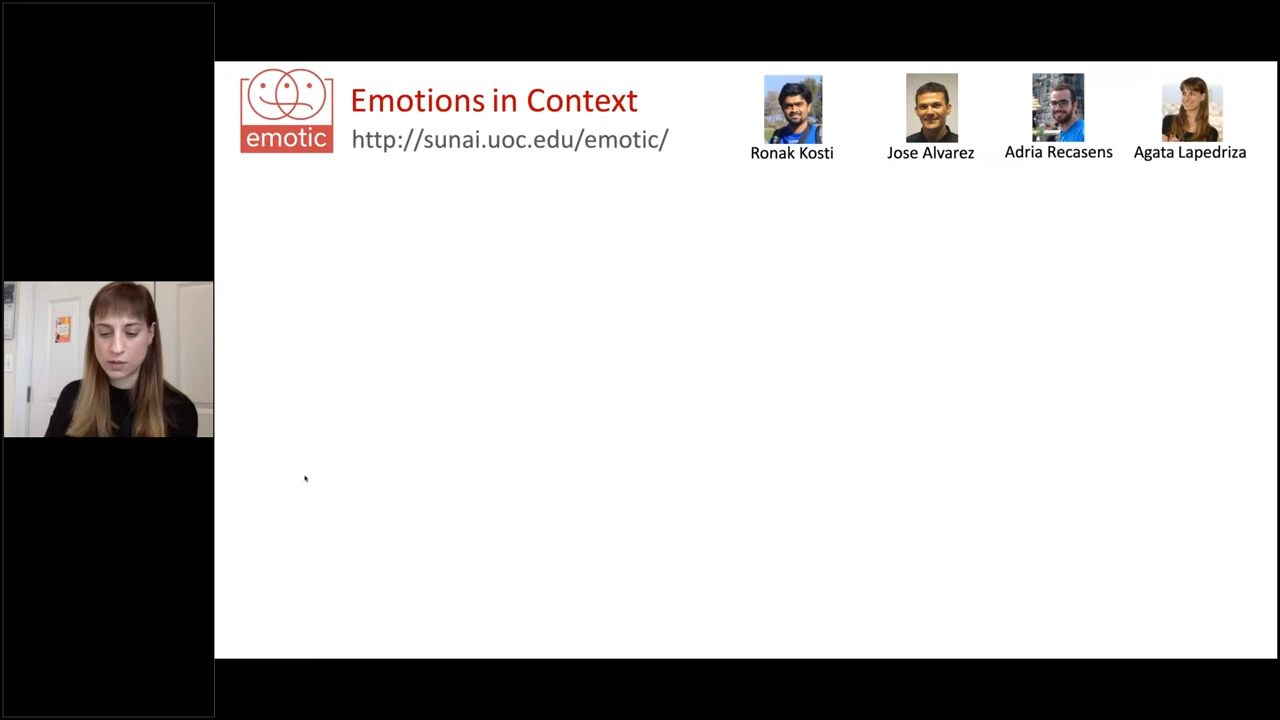 emotic
Emotions in Context
http://sunai.uoc.edu/emotic/
Ronak Kosti
Jose Alvarez
Adria Recasens
Agata Lapedriza